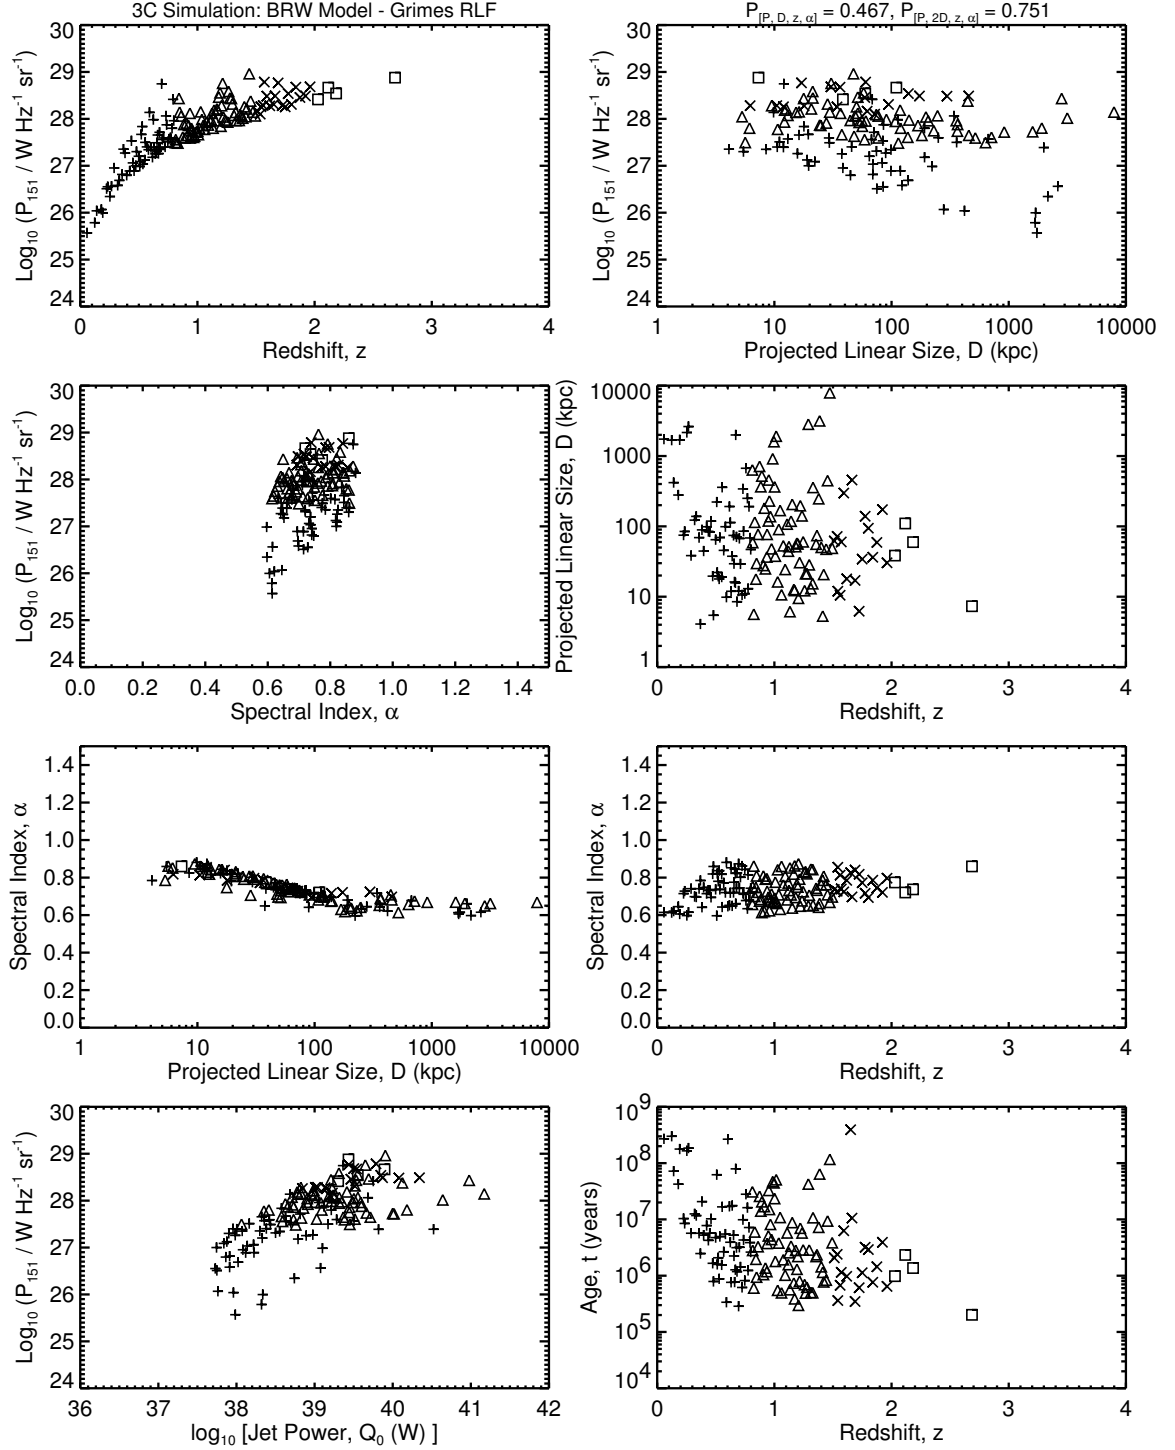 3C Simulation: BRW Model - Grimes RLF
P[P, D, z, α] = 0.467, P[P, 2D, z, α] = 0.751
Log10 (P151 / W Hz-1 sr-1)
30
29
28
27
26
25
24
0 1 2 3 4
Redshift, z
Log10 (P151 / W Hz-1 sr-1)
30
29
28
27
26
25
24
1 10 100 1000 10000
Projected Linear Size, D (kpc)
Log10 (P151 / W Hz-1 sr-1)
30
29
28
27
26
25
24
0.0 0.2 0.4 0.6 0.8 1.0 1.2 1.4
Spectral Index, α
Projected Linear Size, D (kpc)
10000
1000
100
10
1
0 1 2 3 4
Redshift, z
Spectral Index, α
1.4
1.2
1.0
0.8
0.6
0.4
0.2
0.0
1 10 100 1000 10000
Projected Linear Size, D (kpc)
Spectral Index, α
1.4
1.2
1.0
0.8
0.6
0.4
0.2
0.0
0 1 2 3 4
Redshift, z
Log10 (P151 / W Hz-1 sr-1)
30
29
28
27
26
25
24
36 37 38 39 40 41 42
log10 [Jet Power, Q0 (W) ]
Age, t (years)
10^9
10^8
10^7
10^6
10^5
10^4
0 1 2 3 4
Redshift, z